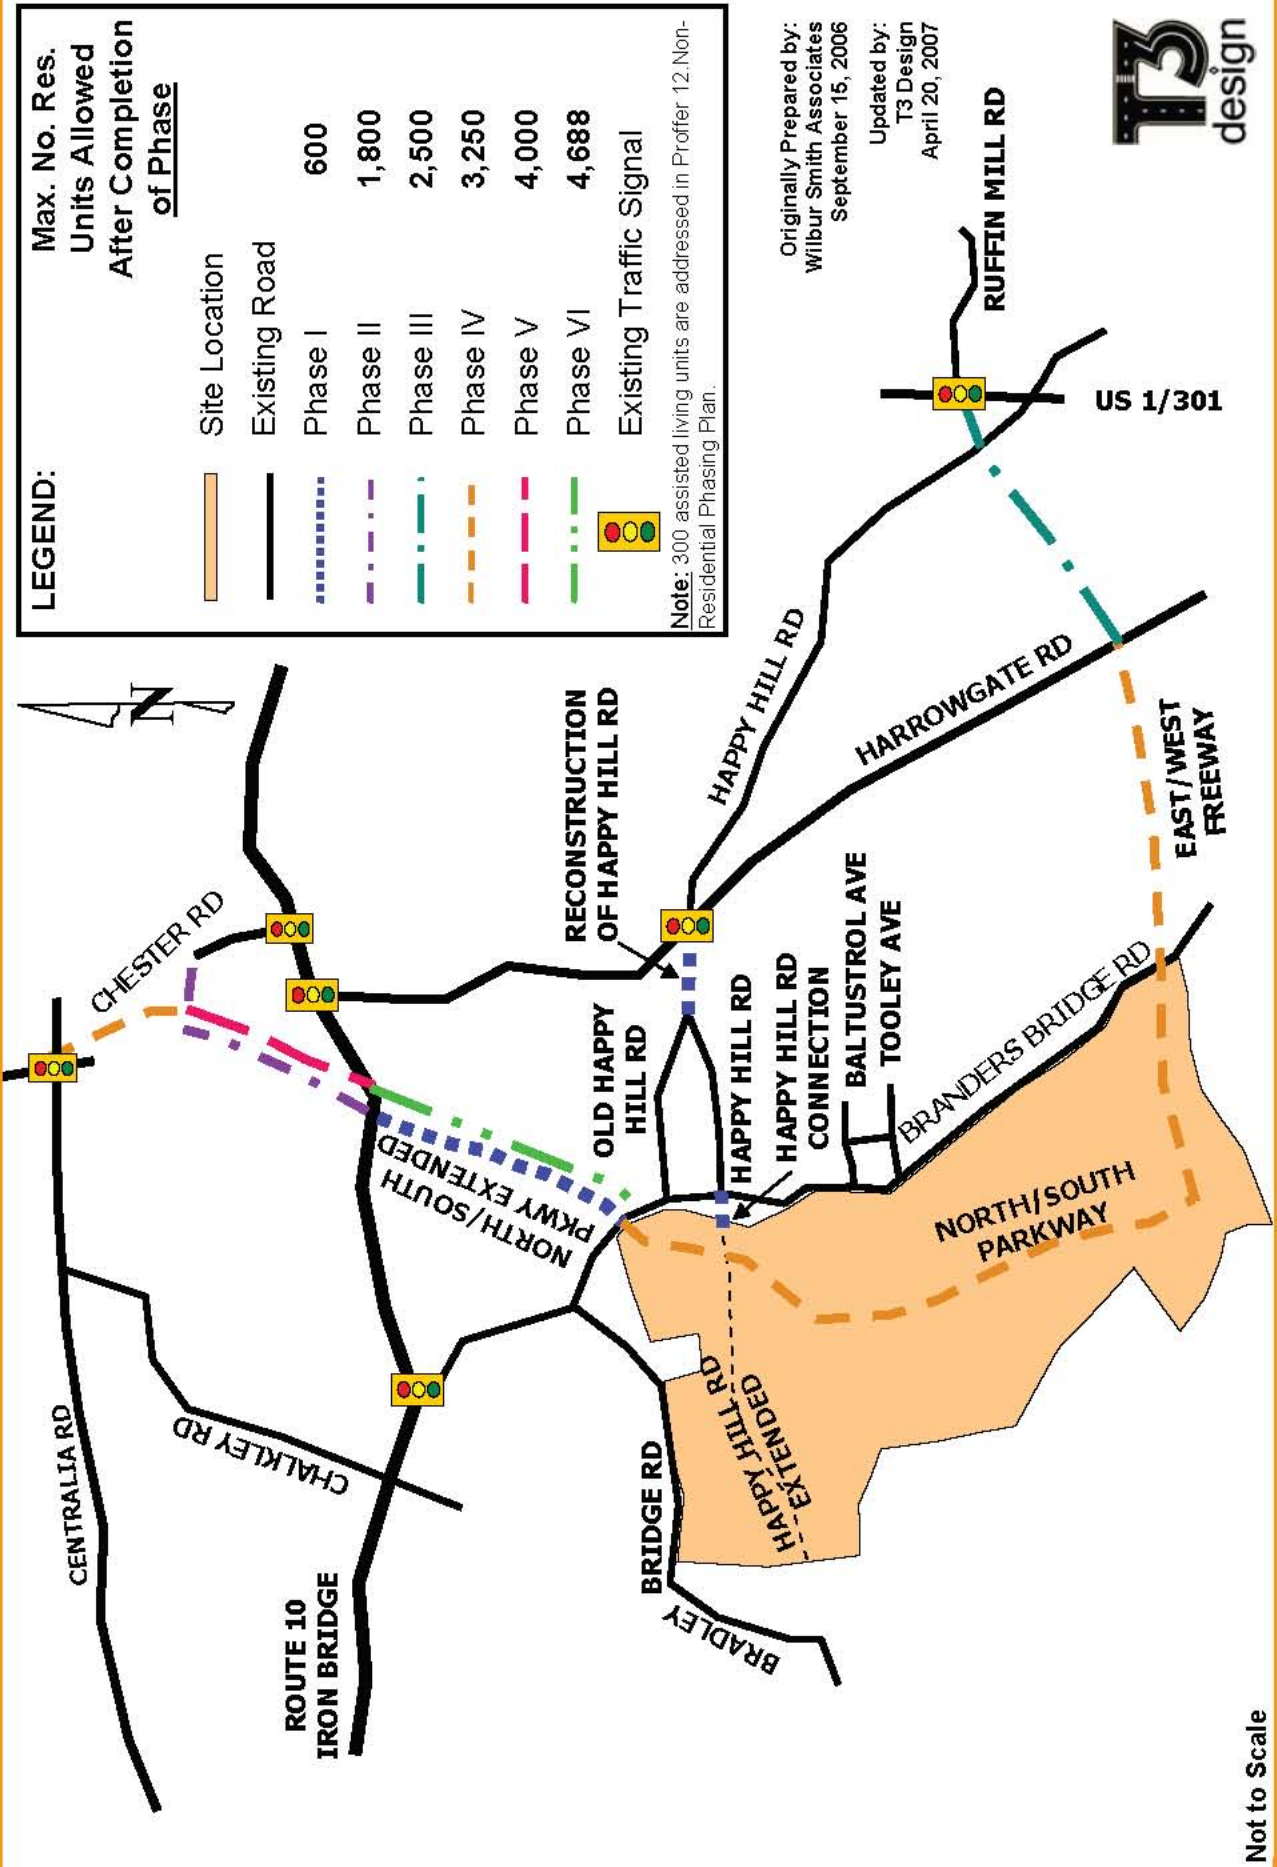 LEGEND:
Max. No. Res.
Units Allowed
After Completion
of Phase
Site Location
Existing Road
Phase I 600
Phase II 1,800
Phase III 2,500
Phase IV 3,250
Phase V 4,000
Phase VI 4,688
Existing Traffic Signal
Note: 300 assisted living units are addressed in Proffer 12.Non-
Residential Phasing Plan.
N
CENTRALIA RD
CHESTER RD
CHALKLEY RD
ROUTE 10
IRON BRIDGE
NORTH/SOUTH
PKWY EXTENDED
RECONSTRUCTION
OF HAPPY HILL RD
OLD HAPPY
HILL RD
HAPPY HILL RD
HAPPY HILL RD
HAPPY HILL RD
CONNECTION
BALTUSTROL AVE
TOOLEY AVE
BRANDERS BRIDGE RD
BRADLEY
BRIDGE RD
HAPPY HILL RD
EXTENDED
NORTH/SOUTH
PARKWAY
HARROWGATE RD
EAST/WEST
FREEWAY
US 1/301
RUFFIN MILL RD
Originally Prepared by:
Wilbur Smith Associates
September 15, 2006
Updated by:
T3 Design
April 20, 2007
T3
design
Not to Scale